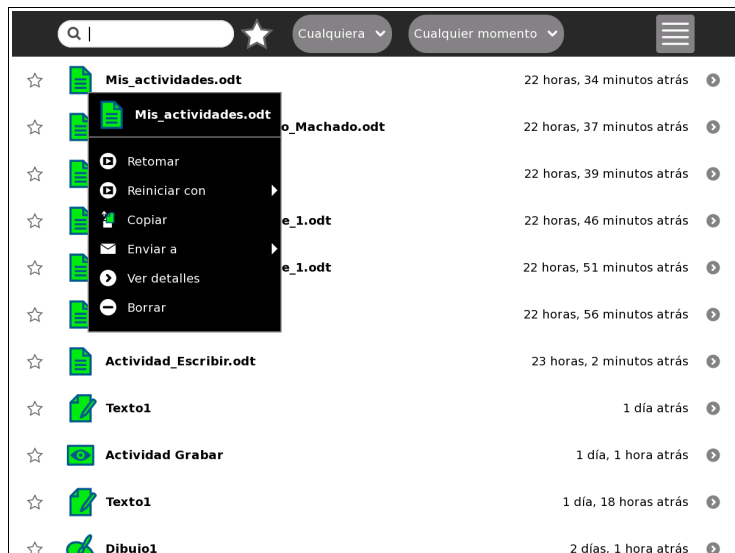 Cualquiera Cualquier momento
Mis_actividades.odt 22 horas, 34 minutos atrás
Mis_actividades.odt
o_Machado.odt 22 horas, 37 minutos atrás
Retomar
22 horas, 39 minutos atrás
Reiniciar con
Copiar
e_1.odt 22 horas, 46 minutos atrás
Enviar a
e_1.odt 22 horas, 51 minutos atrás
Ver detalles
Borrar
22 horas, 56 minutos atrás
Actividad_Escribir.odt 23 horas, 2 minutos atrás
Texto1 1 día atrás
Actividad Grabar 1 día, 1 hora atrás
Texto1 1 día, 18 horas atrás
Dibujo1 2 días, 1 hora atrás